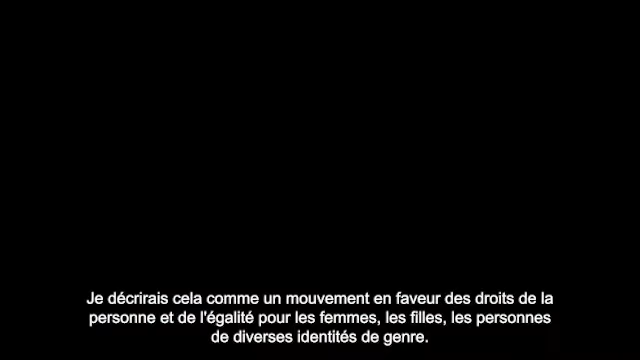 Je décrirais cela comme un mouvement en faveur des droits de la
personne et de l'égalité pour les femmes, les filles, les personnes
de diverses identités de genre.